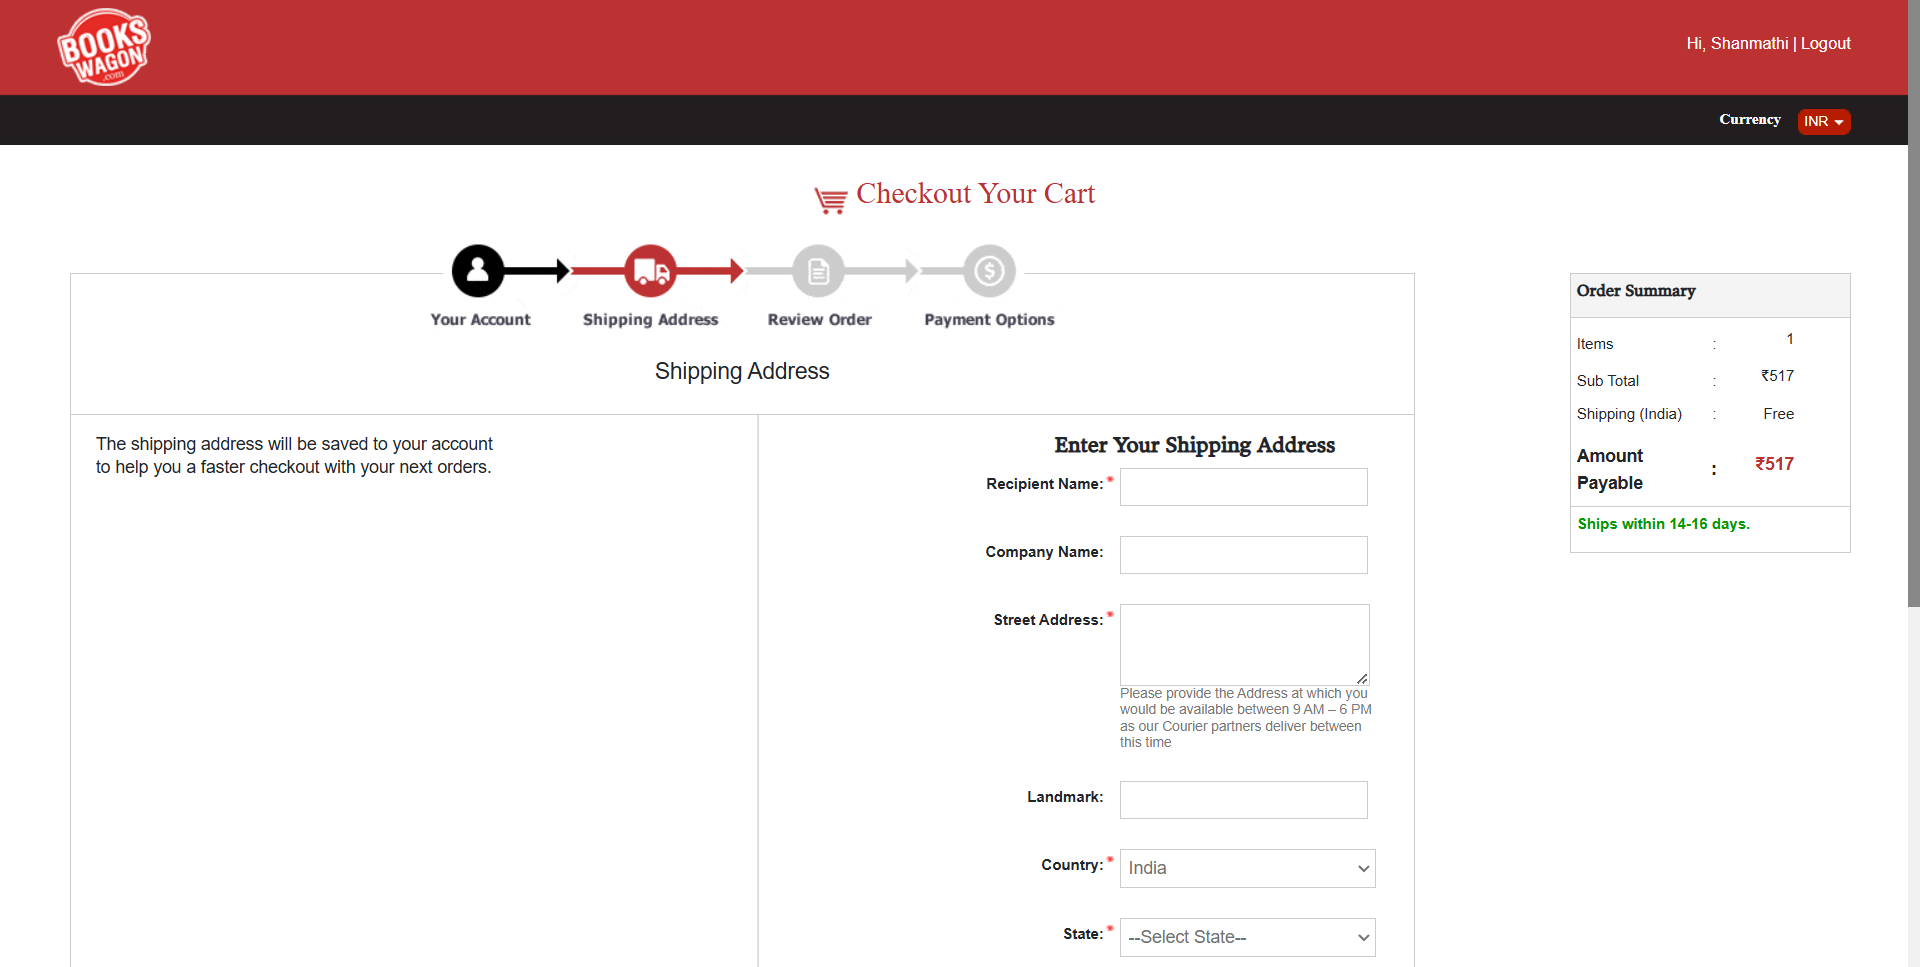 BOOKS
WAGON
.com
Hi, Shanmathi | Logout
Currency INR
Checkout Your Cart
Your Account Shipping Address Review Order Payment Options
Shipping Address
The shipping address will be saved to your account
to help you a faster checkout with your next orders.
Enter Your Shipping Address
Recipient Name: *
Company Name:
Street Address: *
Please provide the Address at which you
would be available between 9 AM – 6 PM
as our Courier partners deliver between
this time
Landmark:
Country: * India
State: * --Select State--
Order Summary
Items : 1
Sub Total : ₹517
Shipping (India) : Free
Amount
Payable : ₹517
Ships within 14-16 days.